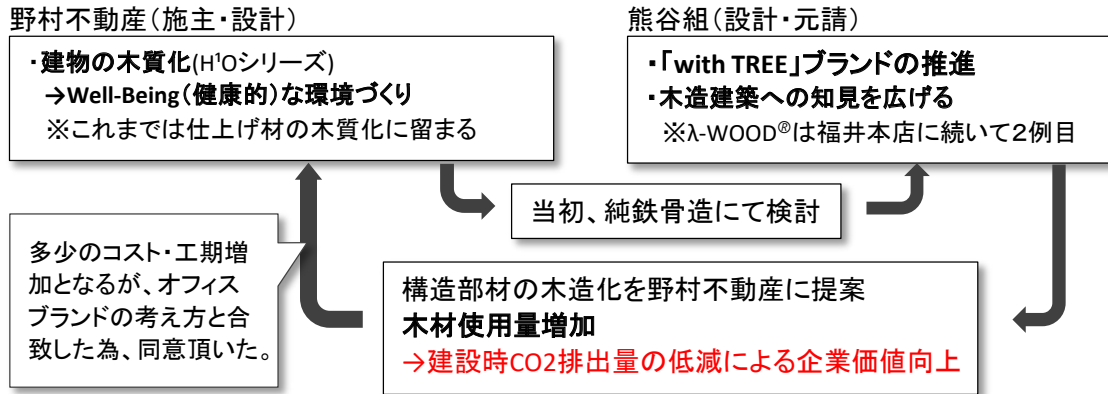 野村不動産(施主・設計)
・建物の木質化(H¹Oシリーズ)
→Well-Being(健康的)な環境づくり
※これまでは仕上げ材の木質化に留まる
熊谷組(設計・元請)
・「with TREE」ブランドの推進
・木造建築への知見を広げる
※λ-WOOD®は福井本店に続いて2例目
当初、純鉄骨造にて検討
構造部材の木造化を野村不動産に提案
木材使用量増加
→建設時CO2排出量の低減による企業価値向上
多少のコスト・工期増
加となるが、オフィス
ブランドの考え方と合
致した為、同意頂いた。